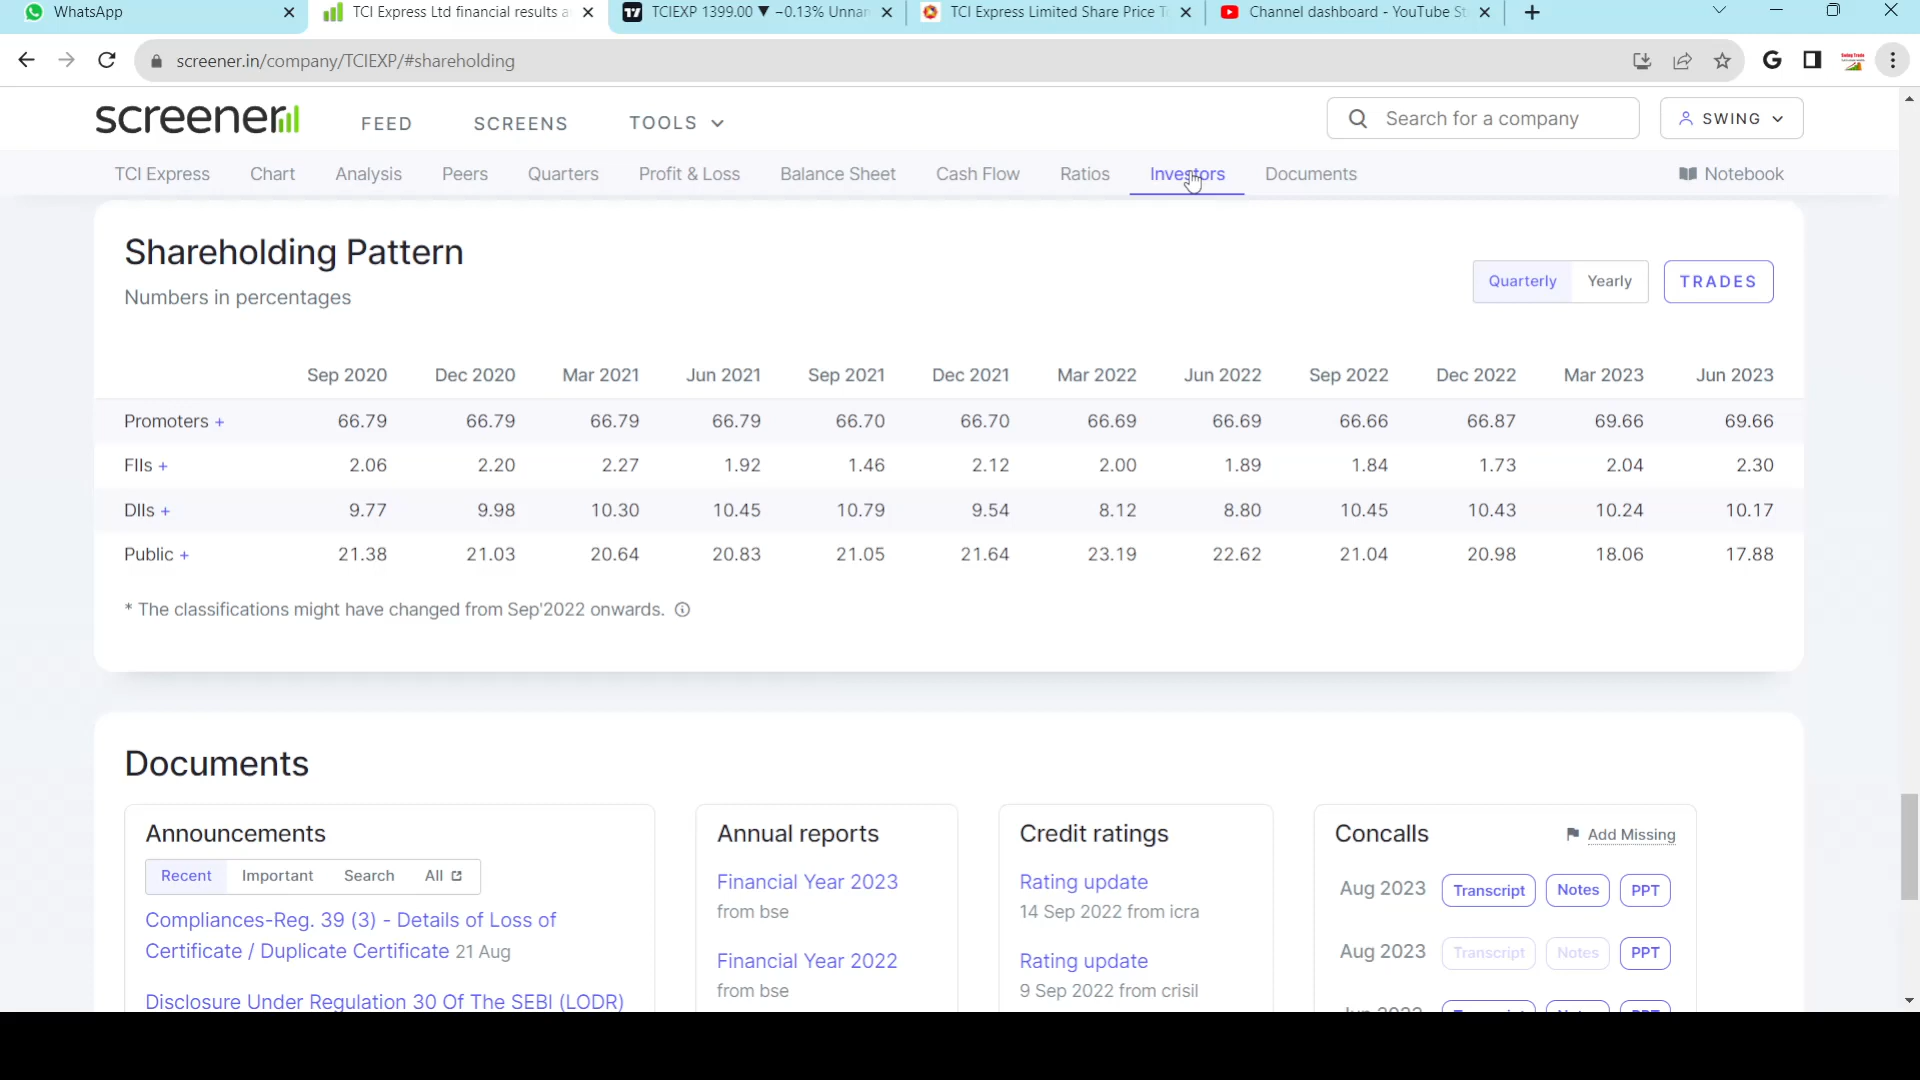 WhatsApp
TCI Express Ltd financial results a
TCIEXP 1399.00 ▼ −0.13% Unnan
TCI Express Limited Share Price T
Channel dashboard - YouTube St
screener.in/company/TCIEXP/#shareholding
screener
FEED SCREENS TOOLS
Search for a company
SWING
TCI Express Chart Analysis Peers Quarters Profit & Loss Balance Sheet Cash Flow Ratios Investors Documents Notebook
Shareholding Pattern
Numbers in percentages
Quarterly Yearly TRADES
Sep 2020 Dec 2020 Mar 2021 Jun 2021 Sep 2021 Dec 2021 Mar 2022 Jun 2022 Sep 2022 Dec 2022 Mar 2023 Jun 2023
Promoters + 66.79 66.79 66.79 66.79 66.70 66.70 66.69 66.69 66.66 66.87 69.66 69.66
FIIs + 2.06 2.20 2.27 1.92 1.46 2.12 2.00 1.89 1.84 1.73 2.04 2.30
DIIs + 9.77 9.98 10.30 10.45 10.79 9.54 8.12 8.80 10.45 10.43 10.24 10.17
Public + 21.38 21.03 20.64 20.83 21.05 21.64 23.19 22.62 21.04 20.98 18.06 17.88
* The classifications might have changed from Sep'2022 onwards.
Documents
Announcements
Recent Important Search All
Compliances-Reg. 39 (3) - Details of Loss of
Certificate / Duplicate Certificate 21 Aug
Disclosure Under Regulation 30 Of The SEBI (LODR)
Annual reports
Financial Year 2023
from bse
Financial Year 2022
from bse
Credit ratings
Rating update
14 Sep 2022 from icra
Rating update
9 Sep 2022 from crisil
Concalls
Add Missing
Aug 2023 Transcript Notes PPT
Aug 2023 Transcript Notes PPT